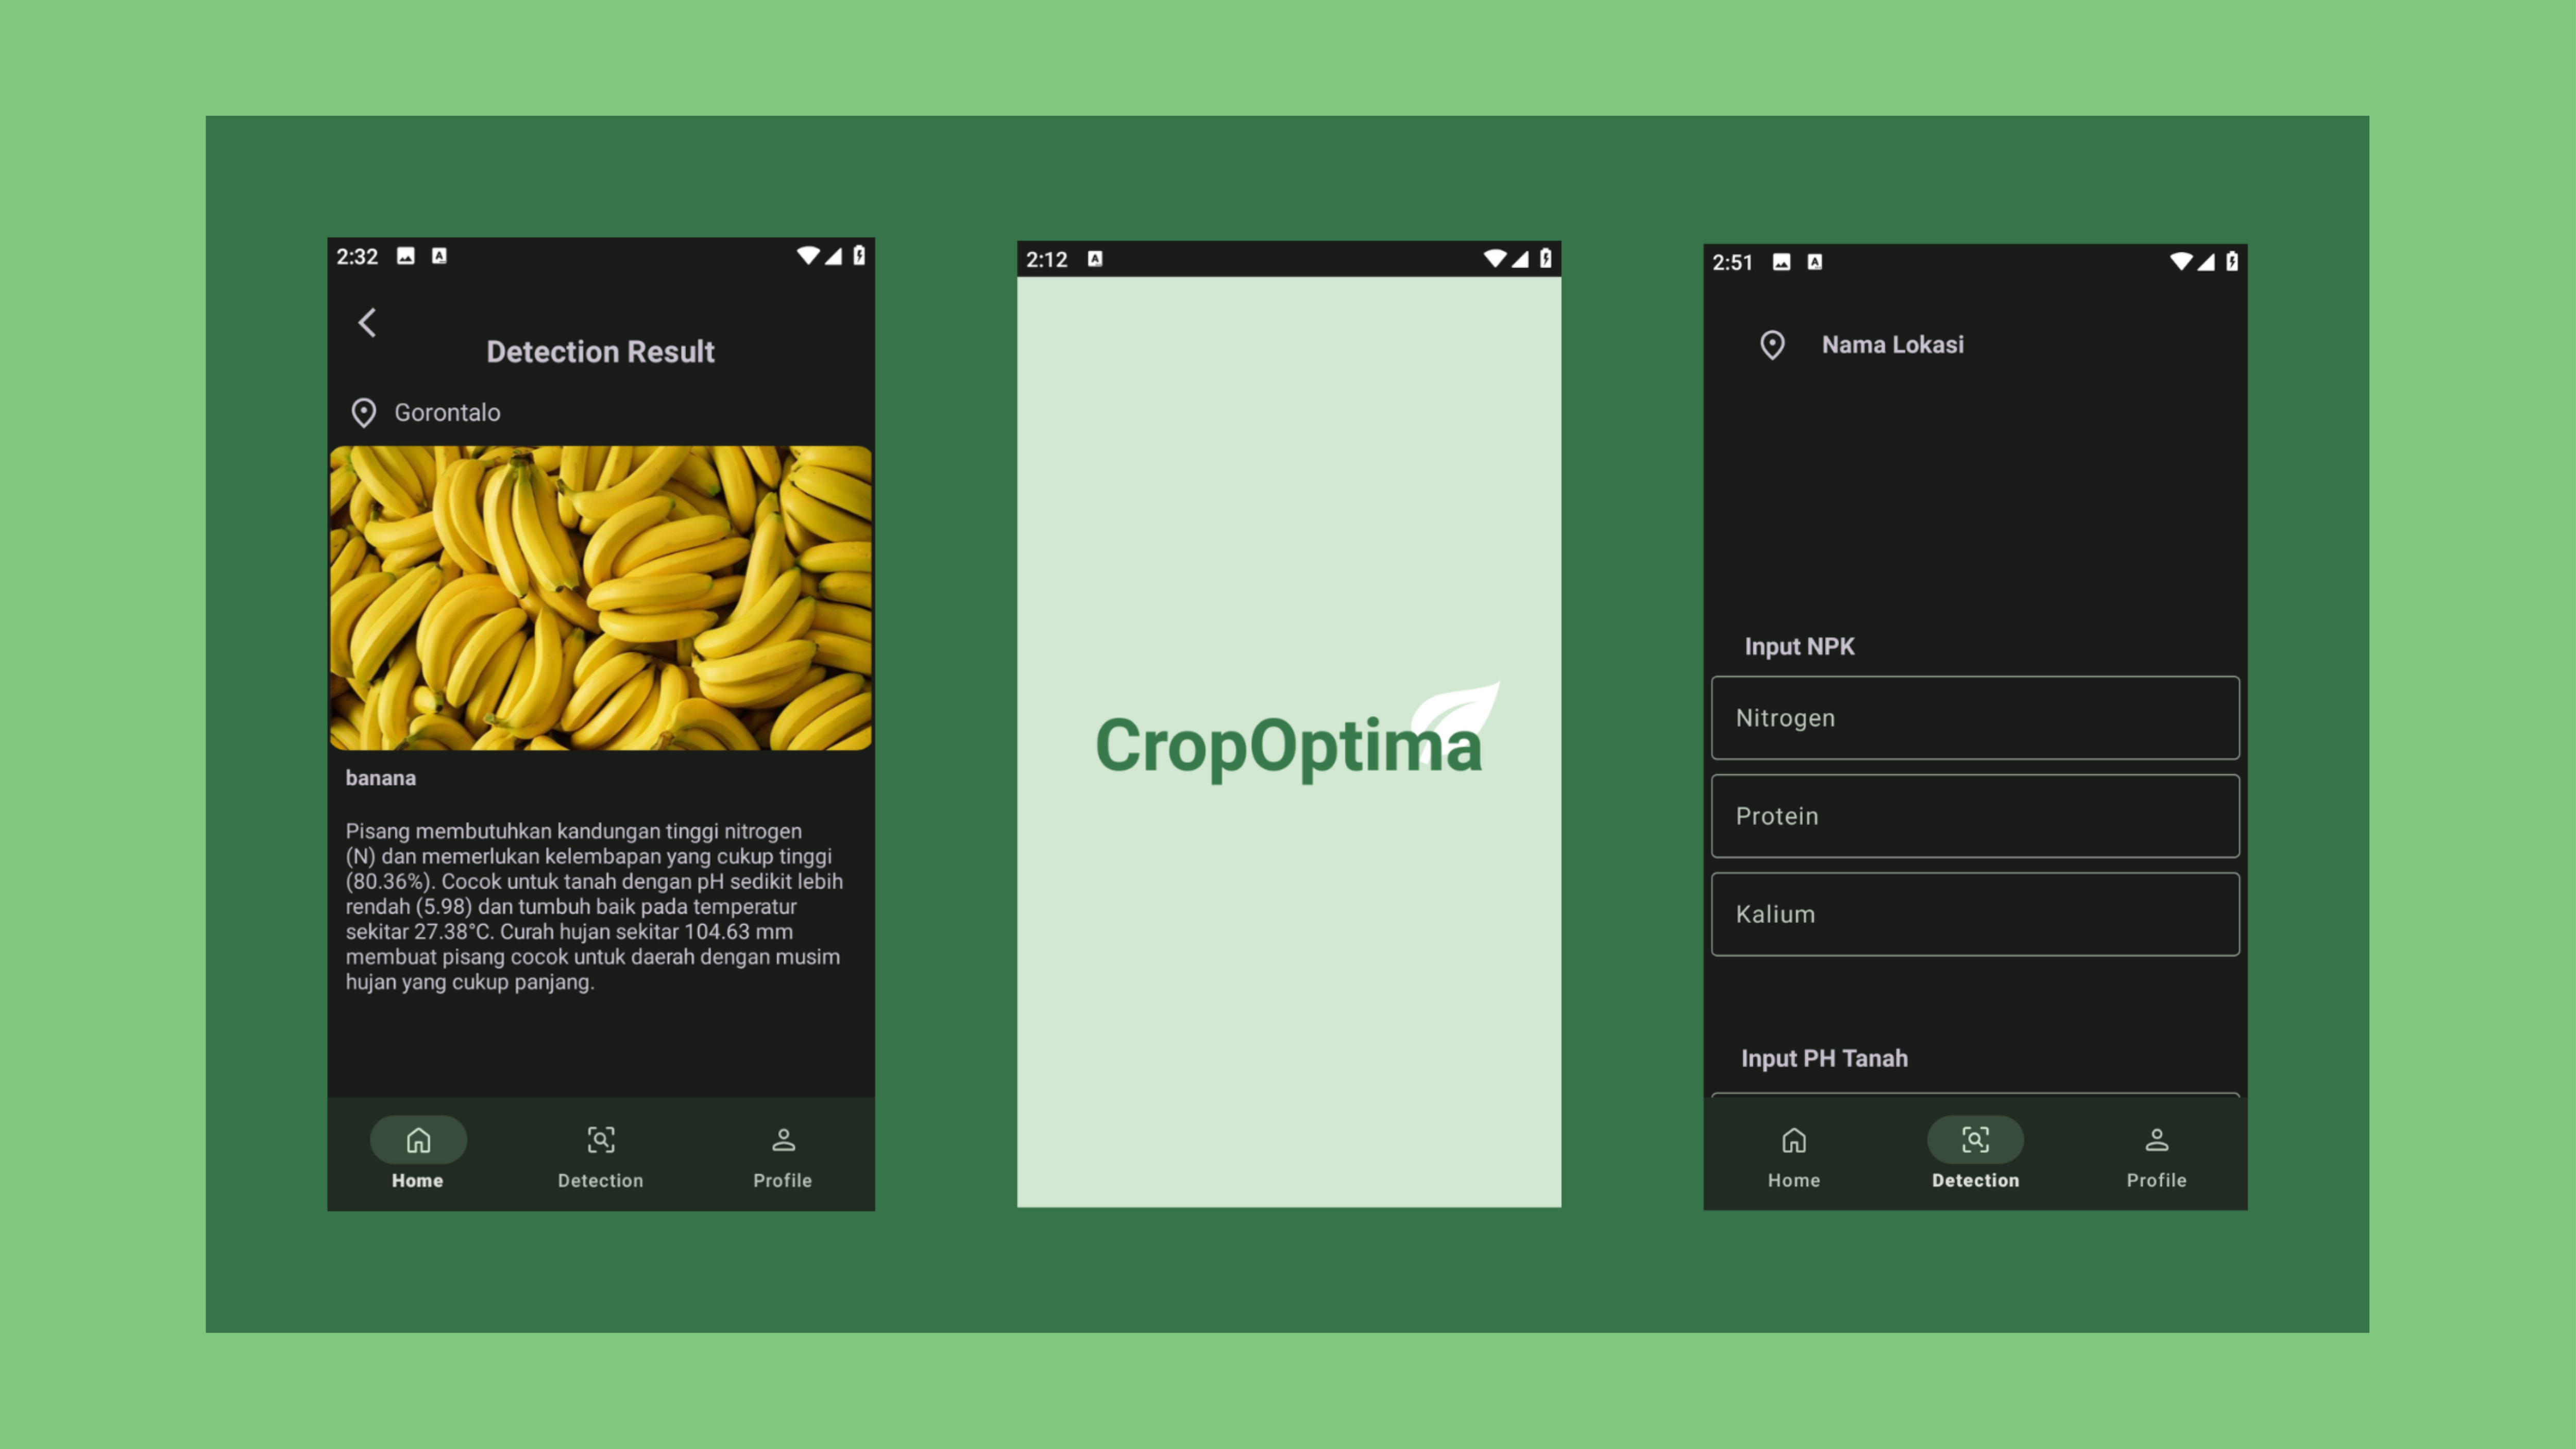 2:32
Detection Result
Gorontalo
banana
Pisang membutuhkan kandungan tinggi nitrogen
(N) dan memerlukan kelembapan yang cukup tinggi
(80.36%). Cocok untuk tanah dengan pH sedikit lebih
rendah (5.98) dan tumbuh baik pada temperatur
sekitar 27.38°C. Curah hujan sekitar 104.63 mm
membuat pisang cocok untuk daerah dengan musim
hujan yang cukup panjang.
Home Detection Profile
2:12
CropOptima
2:51
Nama Lokasi
Input NPK
Nitrogen
Protein
Kalium
Input PH Tanah
Home Detection Profile